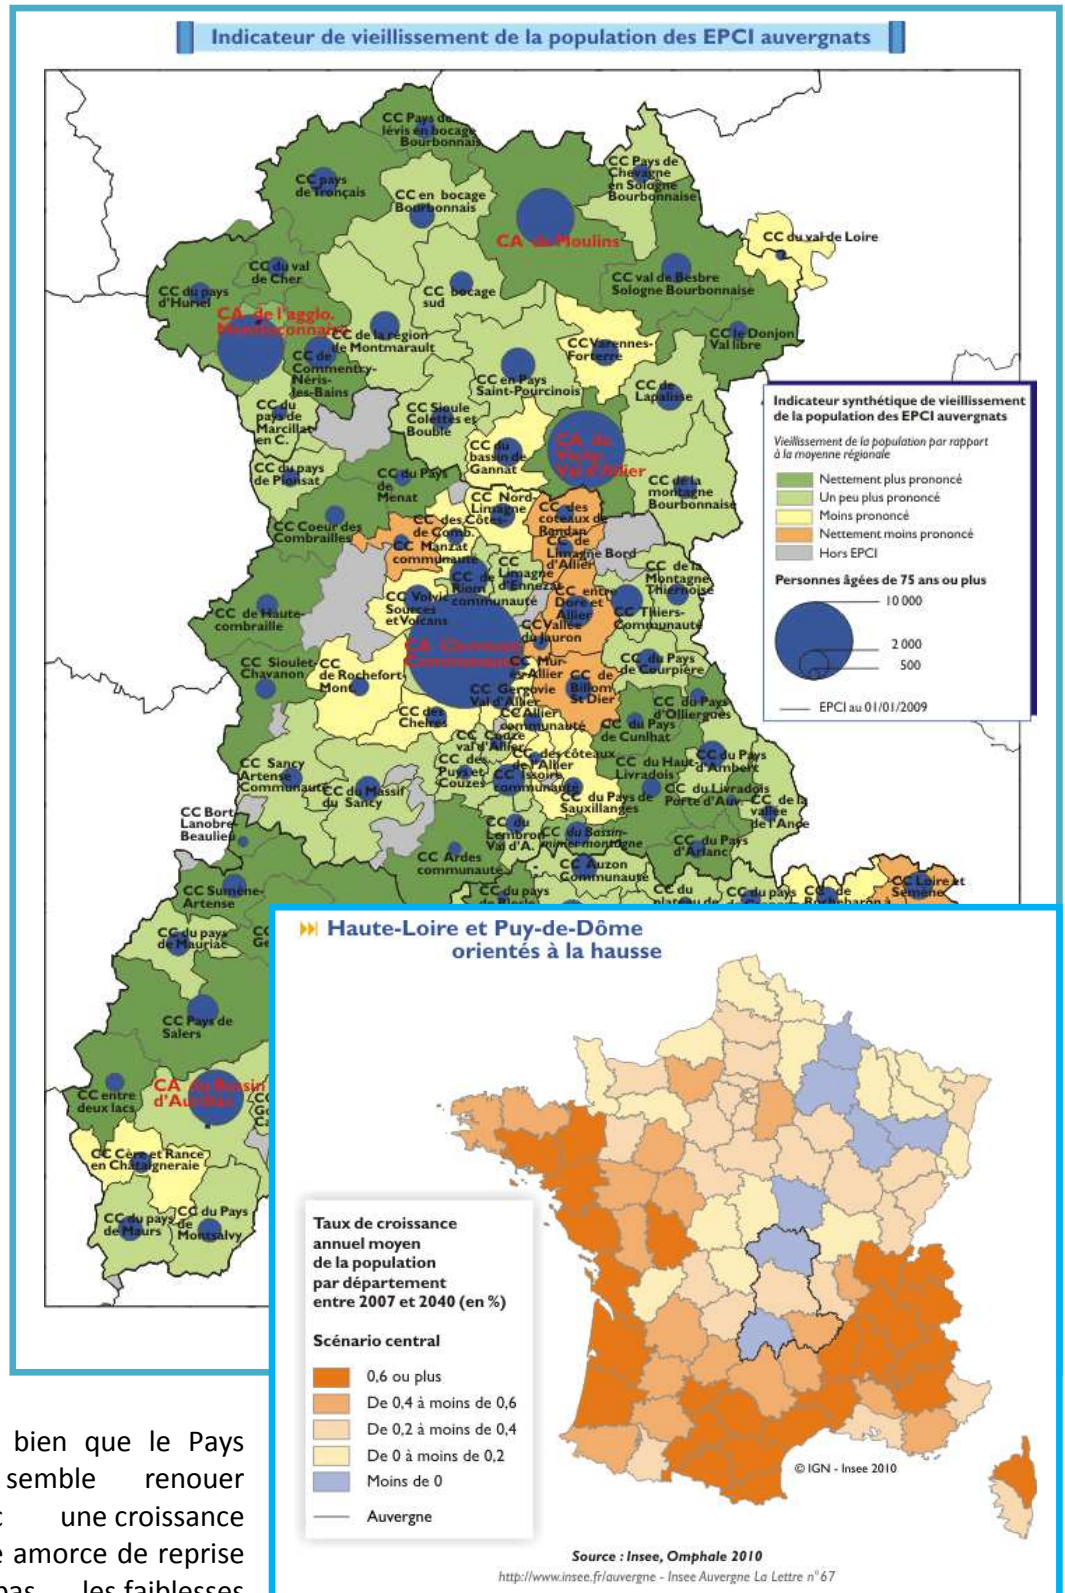 Indicateur de vieillissement de la population des EPCI auvergnats
CC Pays de
lévis en bocage
Bourbonnais
CC pays
de Tronçais
CC en bocage
Bourbonnais
CC Pays de
Chevagne
en Sologne
Bourbonnaise
CA de Moulins
CC du val de Loire
CC du val
de Cher
CC val de Besbre
Sologne Bourbonnaise
CC du pays
d'Huriel
CC bocage
sud
CA de l'agglo.
CC de la région
de Montmarault
CC le Donjon
Val libre
CC Varennes-
Forterre
CC de
Commentry-
Néris-
les-Bains
CC en Pays
Saint-Pourcinois
CC de
Lapalisse
CC du
pays de
Marcillat
en C.
CC Sioule
Colettes et
Bouble
CA de
Vichy
Val d'Allier
CC du
bassin de
Gannat
CC du pays
de Pionsat
CC du Pays
de
Menat
CC de la
montagne
Bourbonnaise
CC Nord-
Limagne
CC des
coteaux de
Randan
CC Coeur des
Combrailles
CC des Côtes-
de Comb.
CC Manzat
communauté
CC de
Limagne Bord
d'Allier
CC de
Riom
communauté
CC
Limagne
d'Ennezat
CC de la
Montagne
Thiernoise
CC de Haute-
combraille
CC Volvic
Sources
et Volcans
CC entre
Dore et
Allier
CC Thiers-
Communauté
CC Vallée
du Jauron
CA Clermont
CC Sioulet-
Chavanon
CC
de Rochefort-
Mont.
CC Mur-
ès-Allier
CC du Pays
de Courpière
CC de
Billom
St Dier
CC Gergovie
Val d'Allier
CC des
Cheires
CC Allier
communauté
CC du Pays
d'Olliergues
CC du Pays
de Cunlhat
CC Couze
val d'Allier
CC des côteaux
de l'Allier
CC Sancy
Artense
Communauté
CC des
Puys et
Couzes
CC Issoire
communauté
CC du Haut-
Livradois
CC du Pays
d'Ambert
CC du Massif
du Sancy
CC du Pays de
Sauxillanges
CC du Livradois
Porte d'Auv.
CC de la
vallée
de l'Ance
CC Bort-
Lanobre-
Beaulieu
CC du
Lembron
Val d'A.
CC du Bassin-
minier montagne
CC du Pays
d'Arlanc
CC Ardes
communauté
CC Auzon
Communauté
CC Sumène-
Artense
CC du pays
CC du
CC du pays
CC de
CC Loire et
Semène
CC du pays
de Mauriac
CC Pays de
Salers
CC entre
deux lacs
CA du Bassin
d'Aurillac
CC Cère et Rance
en Châtaigneraie
CC du pays
de Maurs
CC du Pays
de
Montsalvy
Indicateur synthétique de vieillissement
de la population des EPCI auvergnats
Vieillissement de la population par rapport
à la moyenne régionale
Nettement plus prononcé
Un peu plus prononcé
Moins prononcé
Nettement moins prononcé
Hors EPCI
Personnes âgées de 75 ans ou plus
10 000
2 000
500
EPCI au 01/01/2009
Haute-Loire et Puy-de-Dôme
orientés à la hausse
Taux de croissance
annuel moyen
de la population
par département
entre 2007 et 2040 (en %)
Scénario central
0,6 ou plus
De 0,4 à moins de 0,6
De 0,2 à moins de 0,4
De 0 à moins de 0,2
Moins de 0
Auvergne
© IGN - Insee 2010
Source : Insee, Omphale 2010
http://www.insee.fr/auvergne - Insee Auvergne La Lettre n°67
bien que le Pays
semble renouer
une croissance
amorce de reprise
les faiblesses